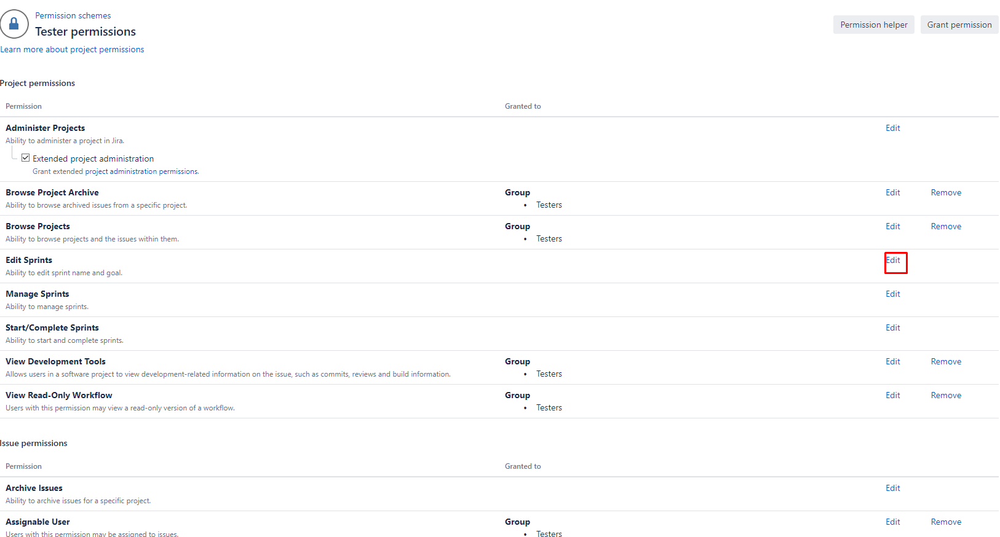 Permission schemes
Tester permissions
Permission helper
Grant permission
Learn more about project permissions
Project permissions
Permission Granted to
Administer Projects Edit
Ability to administer a project in Jira.
Extended project administration
Grant extended project administration permissions.
Browse Project Archive Group Edit Remove
Ability to browse archived issues from a specific project. • Testers
Browse Projects Group Edit Remove
Ability to browse projects and the issues within them. • Testers
Edit Sprints Edit
Ability to edit sprint name and goal.
Manage Sprints Edit
Ability to manage sprints.
Start/Complete Sprints Edit
Ability to start and complete sprints.
View Development Tools Group Edit Remove
Allows users in a software project to view development-related information on the issue, such as commits, reviews and build information. • Testers
View Read-Only Workflow Group Edit Remove
Users with this permission may view a read-only version of a workflow. • Testers
Issue permissions
Permission Granted to
Archive Issues Edit
Ability to archive issues for a specific project.
Assignable User Group Edit Remove
Users with this permission may be assigned to issues. • Testers